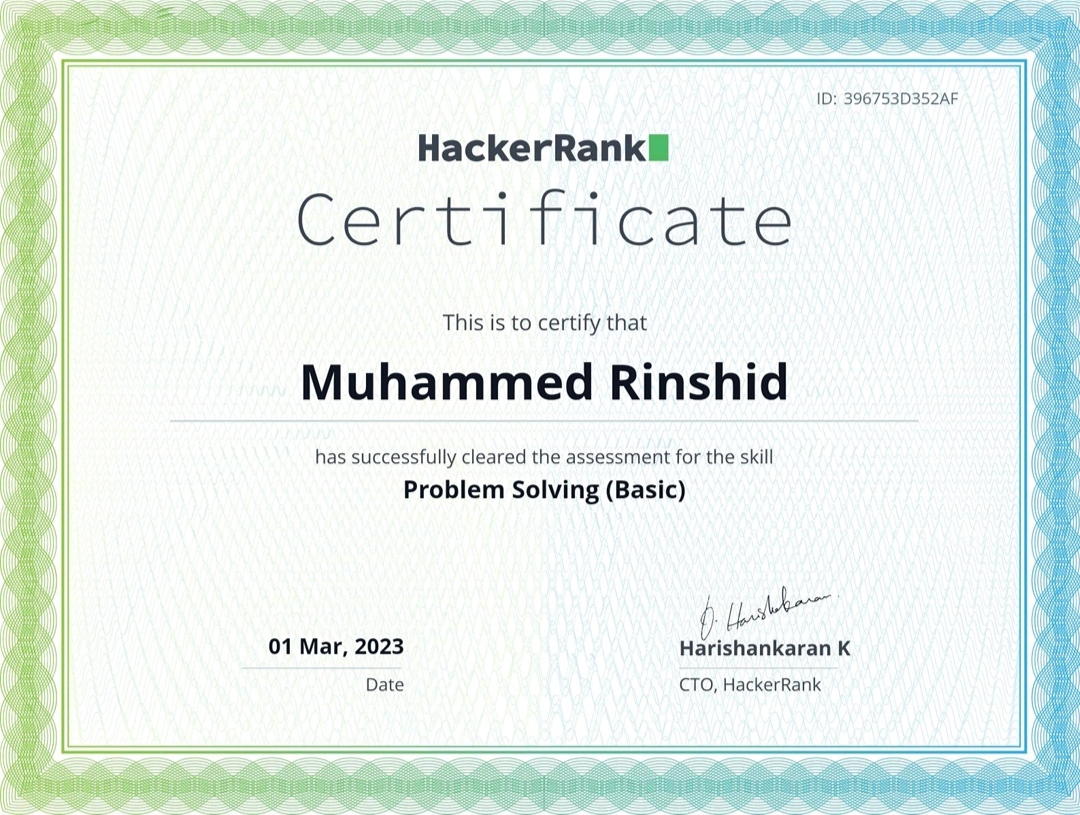 ID: 396753D352AF
HackerRank
Certificate
This is to certify that
Muhammed Rinshid
has successfully cleared the assessment for the skill
Problem Solving (Basic)
01 Mar, 2023
Date
Harishankaran K
CTO, HackerRank